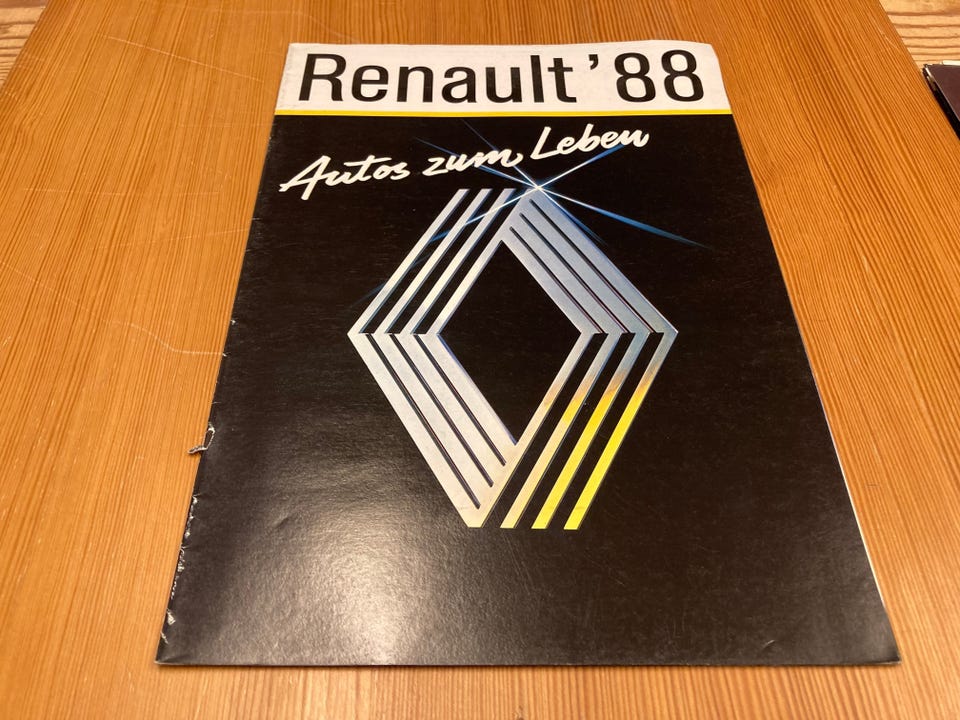 Renault '88
Autos zum Leben